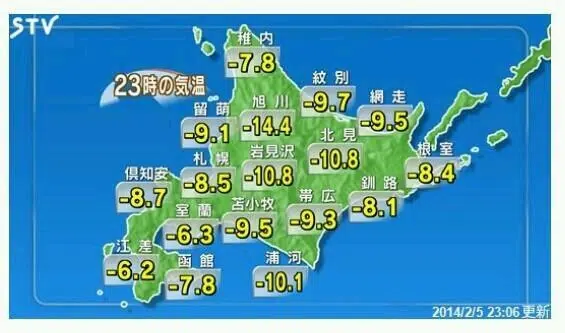 STV
稚内
-7.8
23時の気温
紋別
-9.7
網走
-9.5
留萌
-9.1
旭川
-14.4
北見
-10.8
根室
-8.4
札幌
-8.5
岩見沢
-10.8
倶知安
-8.7
釧路
-8.1
帯広
-9.3
苫小牧
-9.5
室蘭
-6.3
江差
-6.2
函館
-7.8
浦河
-10.1
2014/2/5 23:06更新